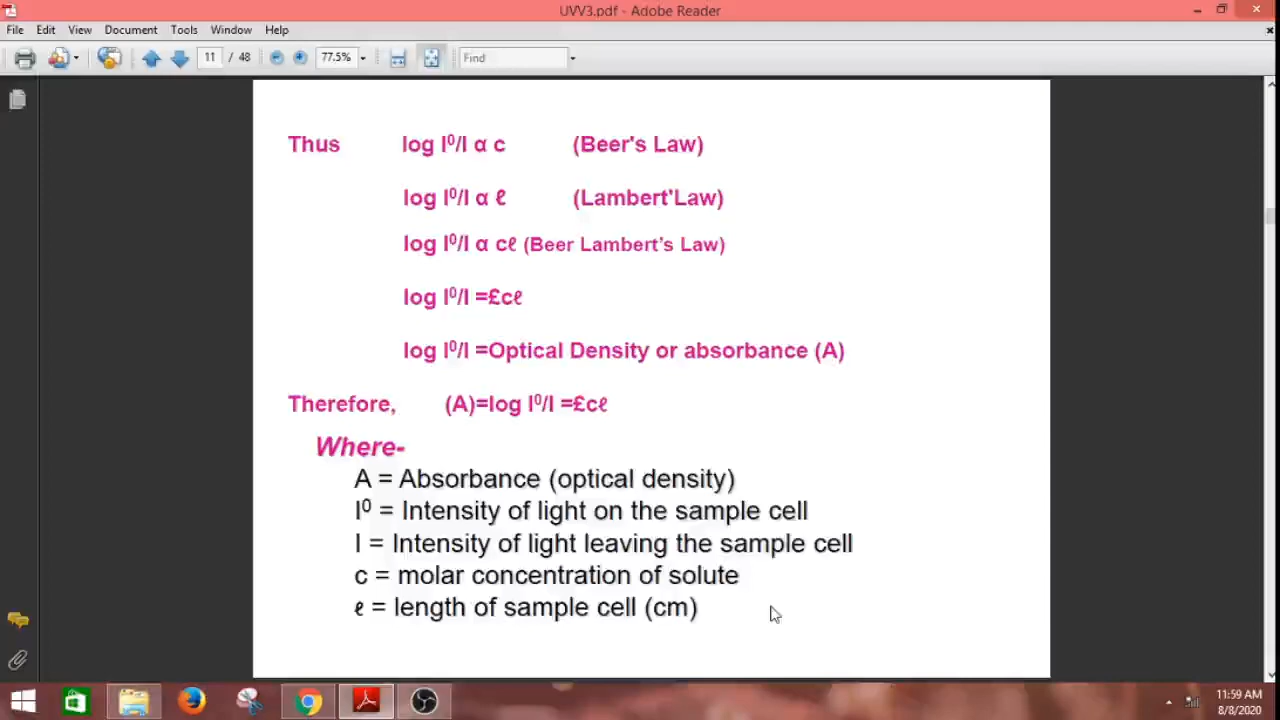 UVV3.pdf - Adobe Reader
File Edit View Document Tools Window Help
11 / 48 77.5% Find
Thus log I⁰/I α c (Beer's Law)
log I⁰/I α ℓ (Lambert'Law)
log I⁰/I α cℓ (Beer Lambert’s Law)
log I⁰/I =£cℓ
log I⁰/I =Optical Density or absorbance (A)
Therefore, (A)=log I⁰/I =£cℓ
Where-
A = Absorbance (optical density)
I⁰ = Intensity of light on the sample cell
I = Intensity of light leaving the sample cell
c = molar concentration of solute
ℓ = length of sample cell (cm)
11:59 AM
8/8/2020